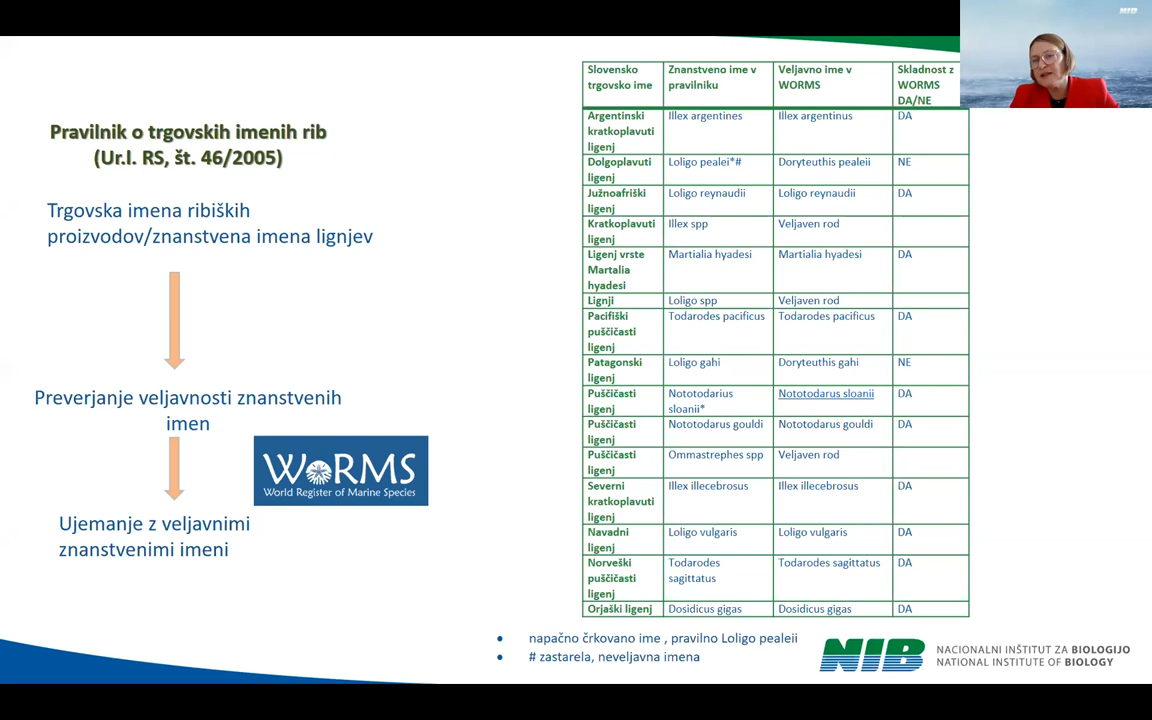 NIB
Pravilnik o trgovskih imenih rib
(Ur.l. RS, št. 46/2005)
Trgovska imena ribiških
proizvodov/znanstvena imena lignjev
Preverjanje veljavnosti znanstvenih
imen
WoRMS
World Register of Marine Species
Ujemanje z veljavnimi
znanstvenimi imeni
Slovensko
trgovsko ime
Znanstveno ime v
pravilniku
Veljavno ime v
WORMS
Skladnost z
WORMS
DA/NE
Argentinski
kratkoplavuti
ligenj
Illex argentines
Illex argentinus
DA
Dolgoplavuti
ligenj
Loligo pealei*#
Doryteuthis pealeii
NE
Južnoafriški
ligenj
Loligo reynaudii
Loligo reynaudii
DA
Kratkoplavuti
ligenj
Illex spp
Veljaven rod
Ligenj vrste
Martalia
hyadesi
Martialia hyadesi
Martialia hyadesi
DA
Lignji
Loligo spp
Veljaven rod
Pacifiški
puščičasti
ligenj
Todarodes pacificus
Todarodes pacificus
DA
Patagonski
ligenj
Loligo gahi
Doryteuthis gahi
NE
Puščičasti
ligenj
Nototodarius
sloanii*
Nototodarus sloanii
DA
Puščičasti
ligenj
Nototodarus gouldi
Nototodarus gouldi
DA
Puščičasti
ligenj
Ommastrephes spp
Veljaven rod
Severni
kratkoplavuti
ligenj
Illex illecebrosus
Illex illecebrosus
DA
Navadni
ligenj
Loligo vulgaris
Loligo vulgaris
DA
Norveški
puščičasti
ligenj
Todarodes
sagittatus
Todarodes sagittatus
DA
Orjaški ligenj
Dosidicus gigas
Dosidicus gigas
DA
• napačno črkovano ime , pravilno Loligo pealeii
• # zastarela, neveljavna imena
NIB
NACIONALNI INŠTITUT ZA BIOLOGIJO
NATIONAL INSTITUTE OF BIOLOGY